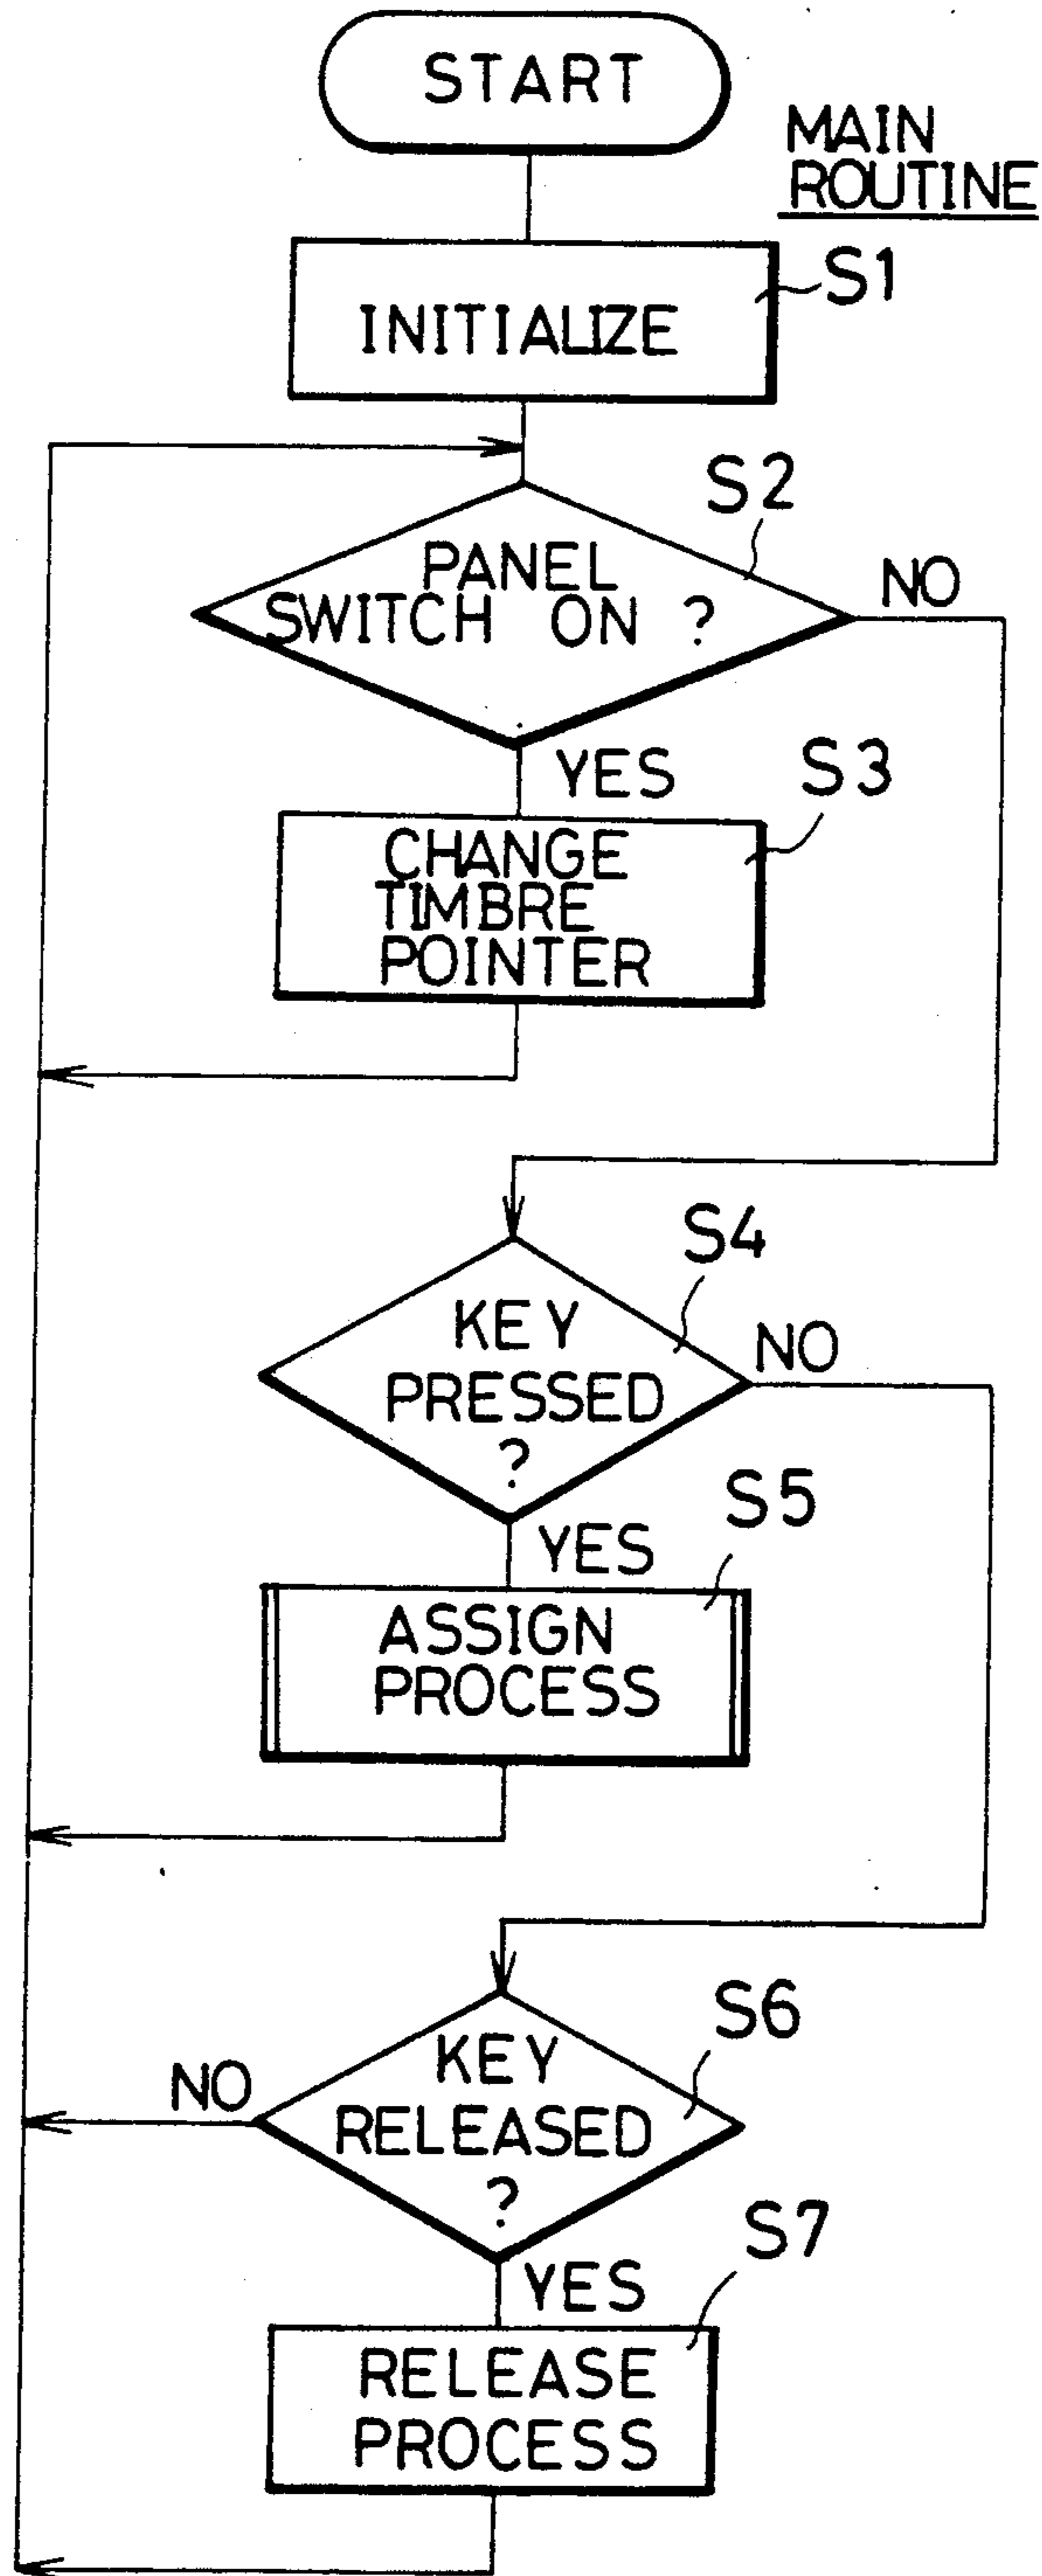 START
MAIN
ROUTINE
INITIALIZE
S1
S2
PANEL
SWITCH ON ?
NO
YES
S3
CHANGE
TIMBRE
POINTER
S4
KEY
PRESSED
?
NO
YES
S5
ASSIGN
PROCESS
S6
KEY
RELEASED
?
NO
YES
S7
RELEASE
PROCESS